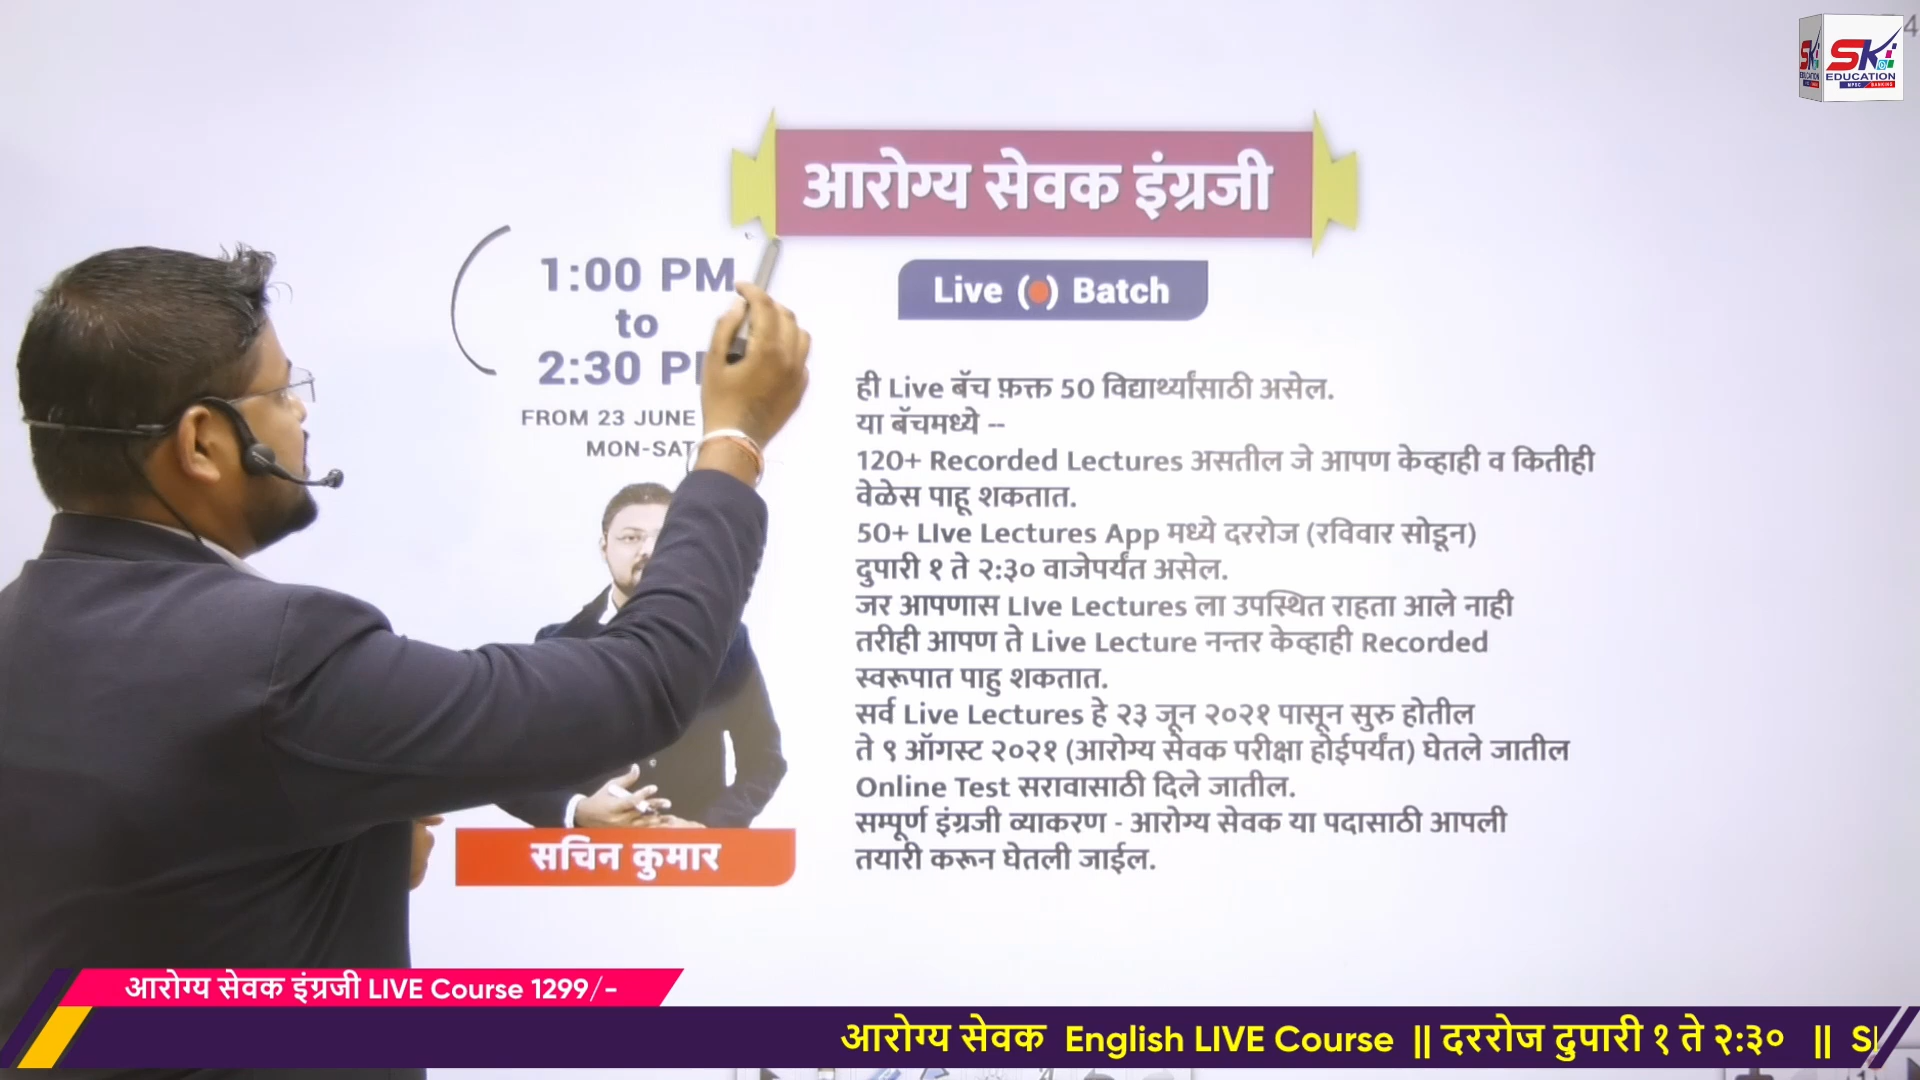 SK
EDUCATION
MPSC BANKING
4
आरोग्य सेवक इंग्रजी
Live (●) Batch
1:00 PM
to
2:30
FROM 23 JUNE
MON-SAT
ही Live बॅच फ़क्त 50 विद्यार्थ्यांसाठी असेल.
या बॅचमध्ये --
120+ Recorded Lectures असतील जे आपण केव्हाही व कितीही
वेळेस पाहू शकतात.
50+ LIve Lectures App मध्ये दररोज (रविवार सोडून)
दुपारी १ ते २:३० वाजेपर्यंत असेल.
जर आपणास LIve Lectures ला उपस्थित राहता आले नाही
तरीही आपण ते Live Lecture नन्तर केव्हाही Recorded
स्वरूपात पाहु शकतात.
सर्व Live Lectures हे २३ जून २०२१ पासून सुरु होतील
ते ९ ऑगस्ट २०२१ (आरोग्य सेवक परीक्षा होईपर्यंत) घेतले जातील
Online Test सरावासाठी दिले जातील.
सम्पूर्ण इंग्रजी व्याकरण - आरोग्य सेवक या पदासाठी आपली
तयारी करून घेतली जाईल.
सचिन कुमार
आरोग्य सेवक इंग्रजी LIVE Course 1299/-
आरोग्य सेवक English LIVE Course || दररोज दुपारी १ ते २:३० || S